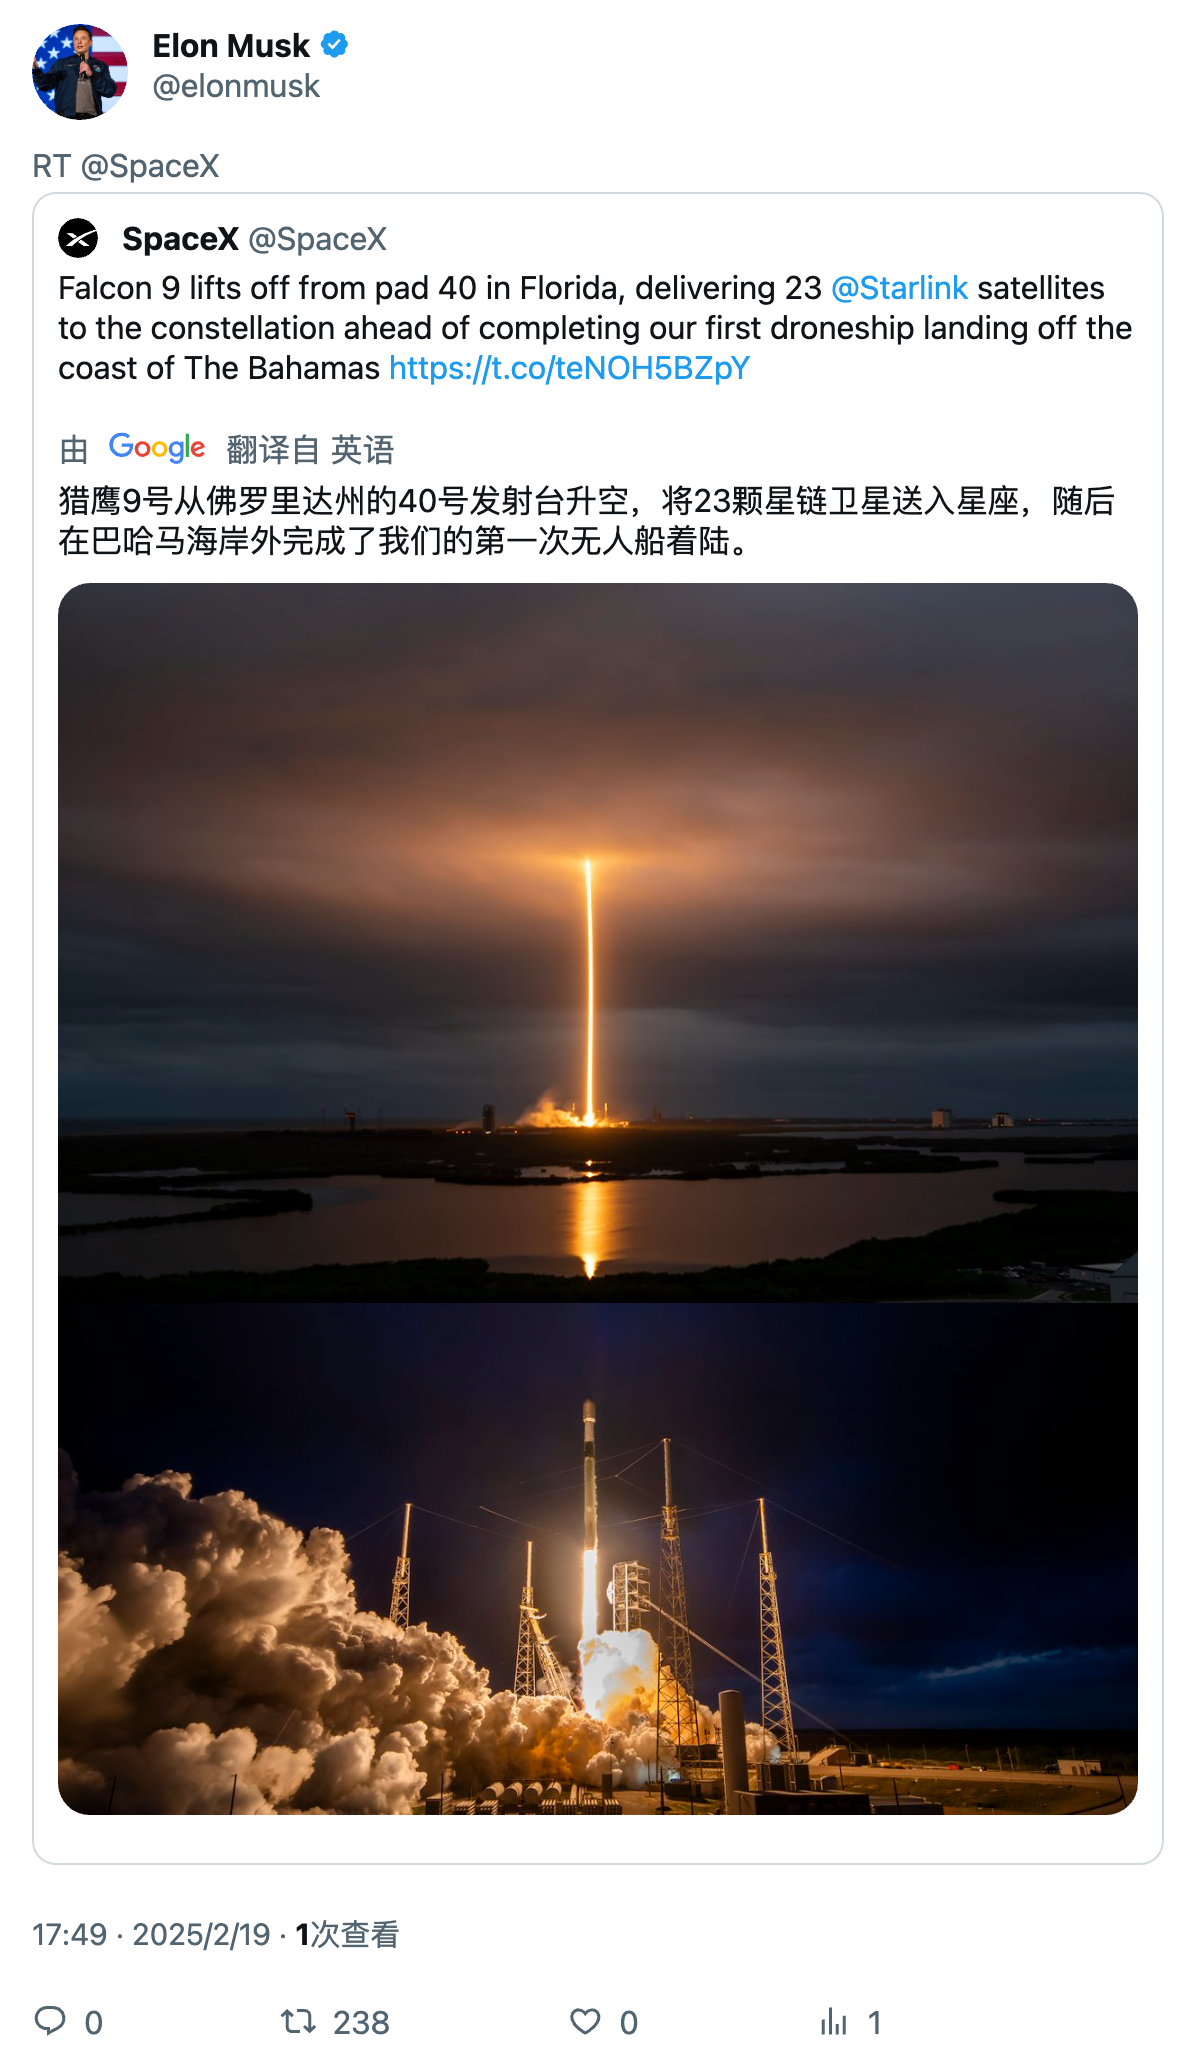 Elon Musk
@elonmusk
RT @SpaceX
SpaceX @SpaceX
Falcon 9 lifts off from pad 40 in Florida, delivering 23 @Starlink satellites
to the constellation ahead of completing our first droneship landing off the
coast of The Bahamas https://t.co/teNOH5BZpY
由 Google 翻译自 英语
猎鹰9号从佛罗里达州的40号发射台升空，将23颗星链卫星送入星座，随后
在巴哈马海岸外完成了我们的第一次无人船着陆。
17:49 · 2025/2/19 · 1次查看
0 238 0 1